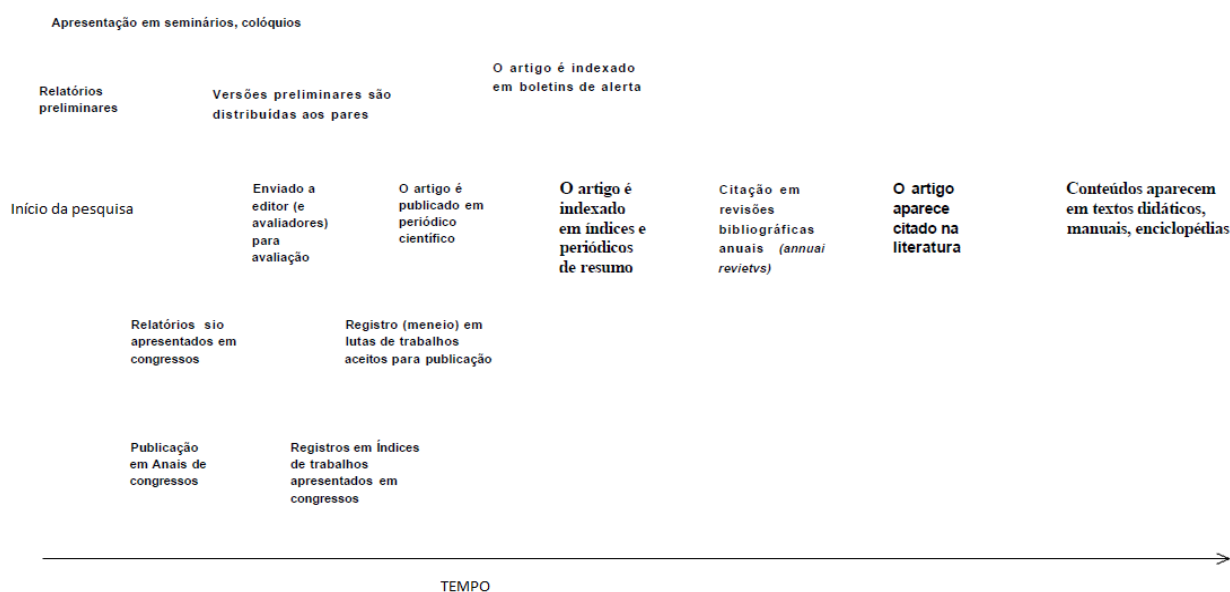 Apresentação em seminários, colóquios
O artigo é indexado
em boletins de alerta
Relatórios
preliminares
Versões preliminares são
distribuídas aos pares
Início da pesquisa
Enviado a
editor (e
avaliadores)
para
avaliação
O artigo é
publicado em
periódico
científico
O artigo é
indexado
em índices e
periódicos
de resumo
Citação em
revisões
bibliográficas
anuais (annuai
revietvs)
O artigo
aparece
citado na
literatura
Conteúdos aparecem
em textos didáticos,
manuais, enciclopédias
Relatórios sio
apresentados em
congressos
Registro (meneio) em
lutas de trabalhos
aceitos para publicação
Publicação
em Anais de
congressos
Registros em Índices
de trabalhos
apresentados em
congressos
TEMPO